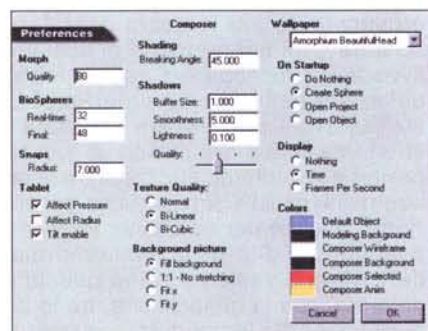 Preferences
Morph
Quality 80
BioSpheres
Real-time: 32
Final: 48
Snaps
Radius: 7.000
Tablet
Affect Pressure
Affect Radius
Tilt enable
Composer
Shading
Breaking Angle: 45.000
Shadows
Buffer Size: 1.000
Smoothness: 5.000
Lightness: 0.100
Quality:
Texture Quality:
Normal
Bi-Linear
Bi-Cubic
Background picture
Fill background
1:1 - No stretching
Fit x
Fit y
Wallpaper
Amorphium BeautifulHead
On Startup
Do Nothing
Create Sphere
Open Project
Open Object
Display
Nothing
Time
Frames Per Second
Colors
Default Object
Modeling Background
Composer Wireframe
Composer Background
Composer Selected
Composer Anim
Cancel
OK